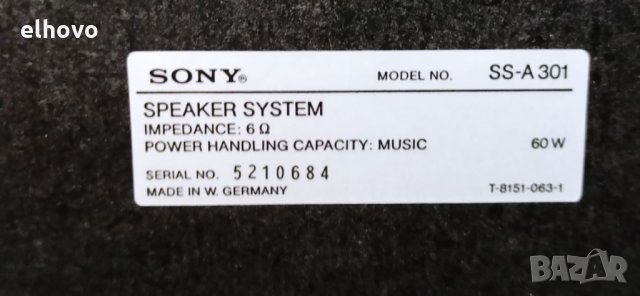 elhovo
SONY® MODEL NO. SS-A 301
SPEAKER SYSTEM
IMPEDANCE: 6 Ω
POWER HANDLING CAPACITY: MUSIC 60 W
SERIAL NO. 5210684
MADE IN W. GERMANY T-8151-063-1
BAZAR.BG